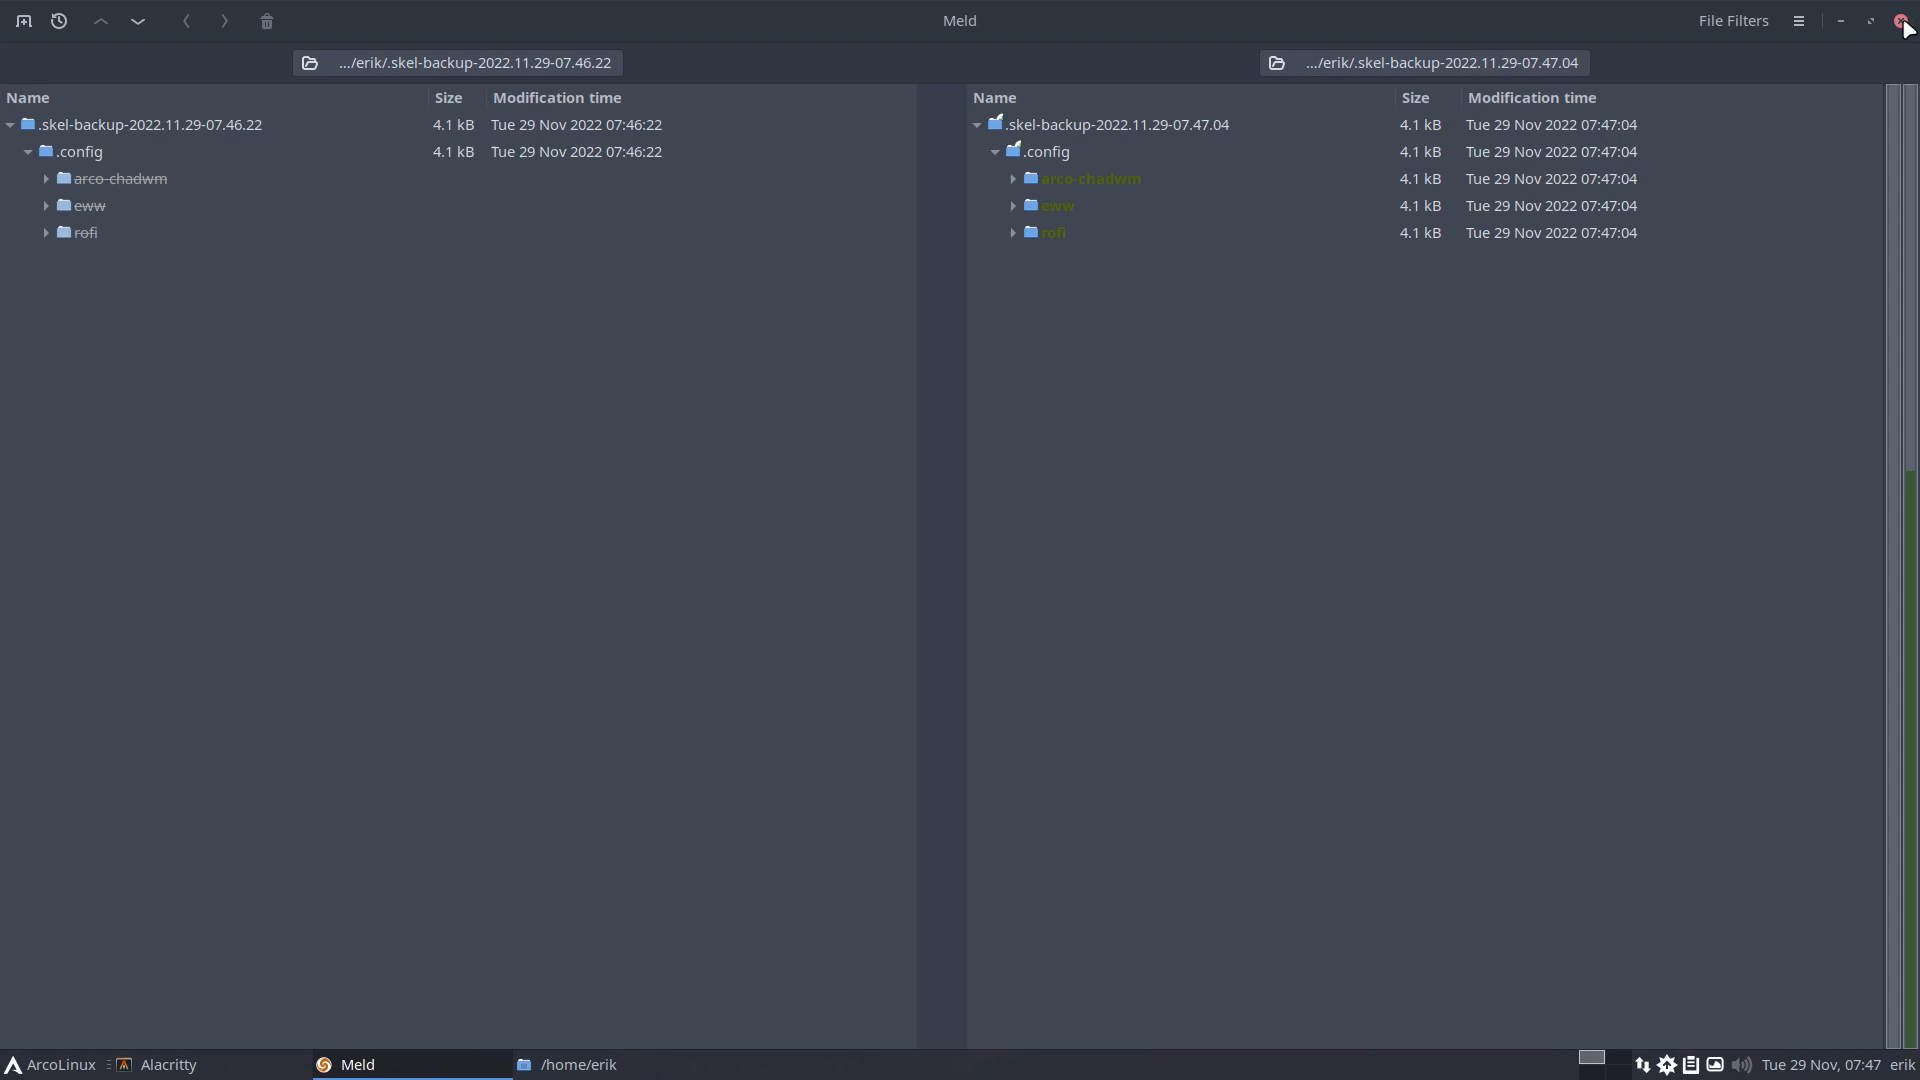 Meld
File Filters
.../erik/.skel-backup-2022.11.29-07.46.22
.../erik/.skel-backup-2022.11.29-07.47.04
Name Size Modification time
.skel-backup-2022.11.29-07.46.22 4.1 kB Tue 29 Nov 2022 07:46:22
.config 4.1 kB Tue 29 Nov 2022 07:46:22
arco-chadwm
eww
rofi
Name Size Modification time
.skel-backup-2022.11.29-07.47.04 4.1 kB Tue 29 Nov 2022 07:47:04
.config 4.1 kB Tue 29 Nov 2022 07:47:04
arco-chadwm 4.1 kB Tue 29 Nov 2022 07:47:04
eww 4.1 kB Tue 29 Nov 2022 07:47:04
rofi 4.1 kB Tue 29 Nov 2022 07:47:04
ArcoLinux Alacritty Meld /home/erik Tue 29 Nov, 07:47 erik